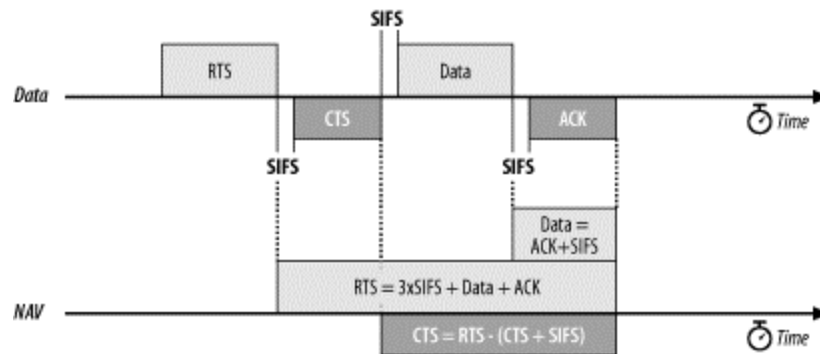 SIFS
RTS
Data
Data
CTS
ACK
Time
SIFS
SIFS
Data =
ACK+SIFS
RTS = 3xSIFS + Data + ACK
NAV
CTS = RTS - (CTS + SIFS)
Time